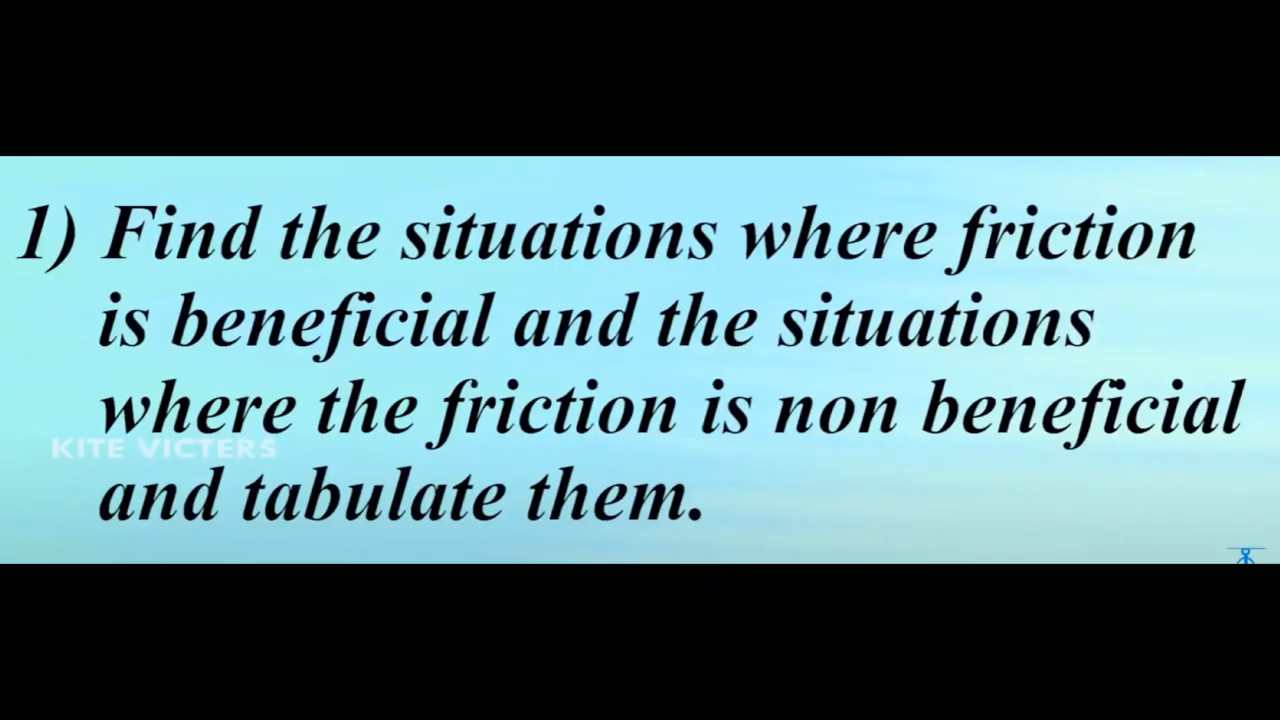 1) Find the situations where friction
is beneficial and the situations
where the friction is non beneficial
KITE VICTERS
and tabulate them.